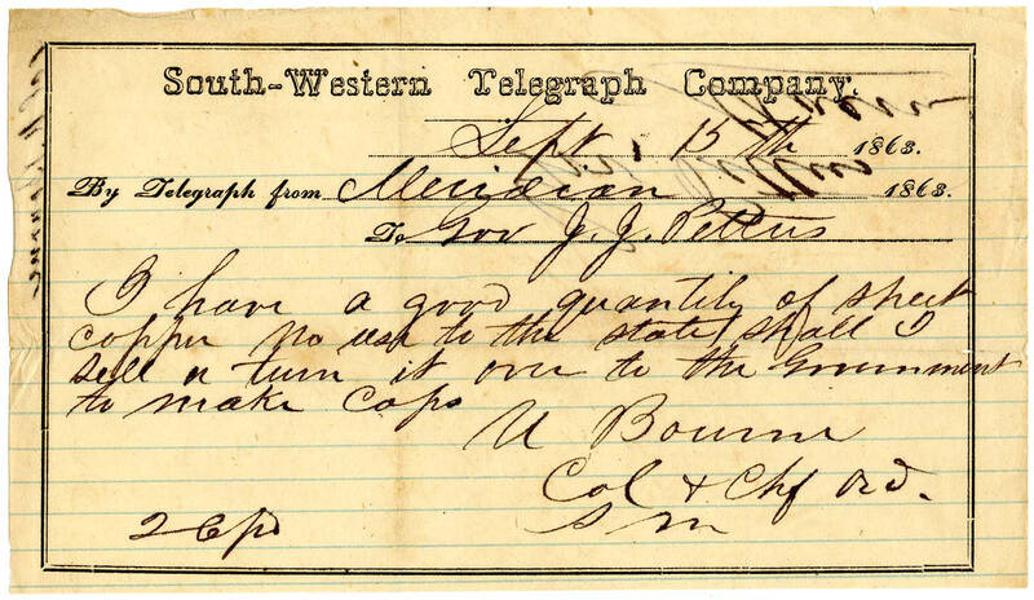 South-Western Telegraph Company.
Sept. 15th 1863.
By Telegraph from Meridian 1863.
To Gov J. J. Pettus
I have a good quantity of sheet
copper no use to the state shall I
sell or turn it over to the Government
to make Caps
U Bourne
Col & Chf Ord.
S M